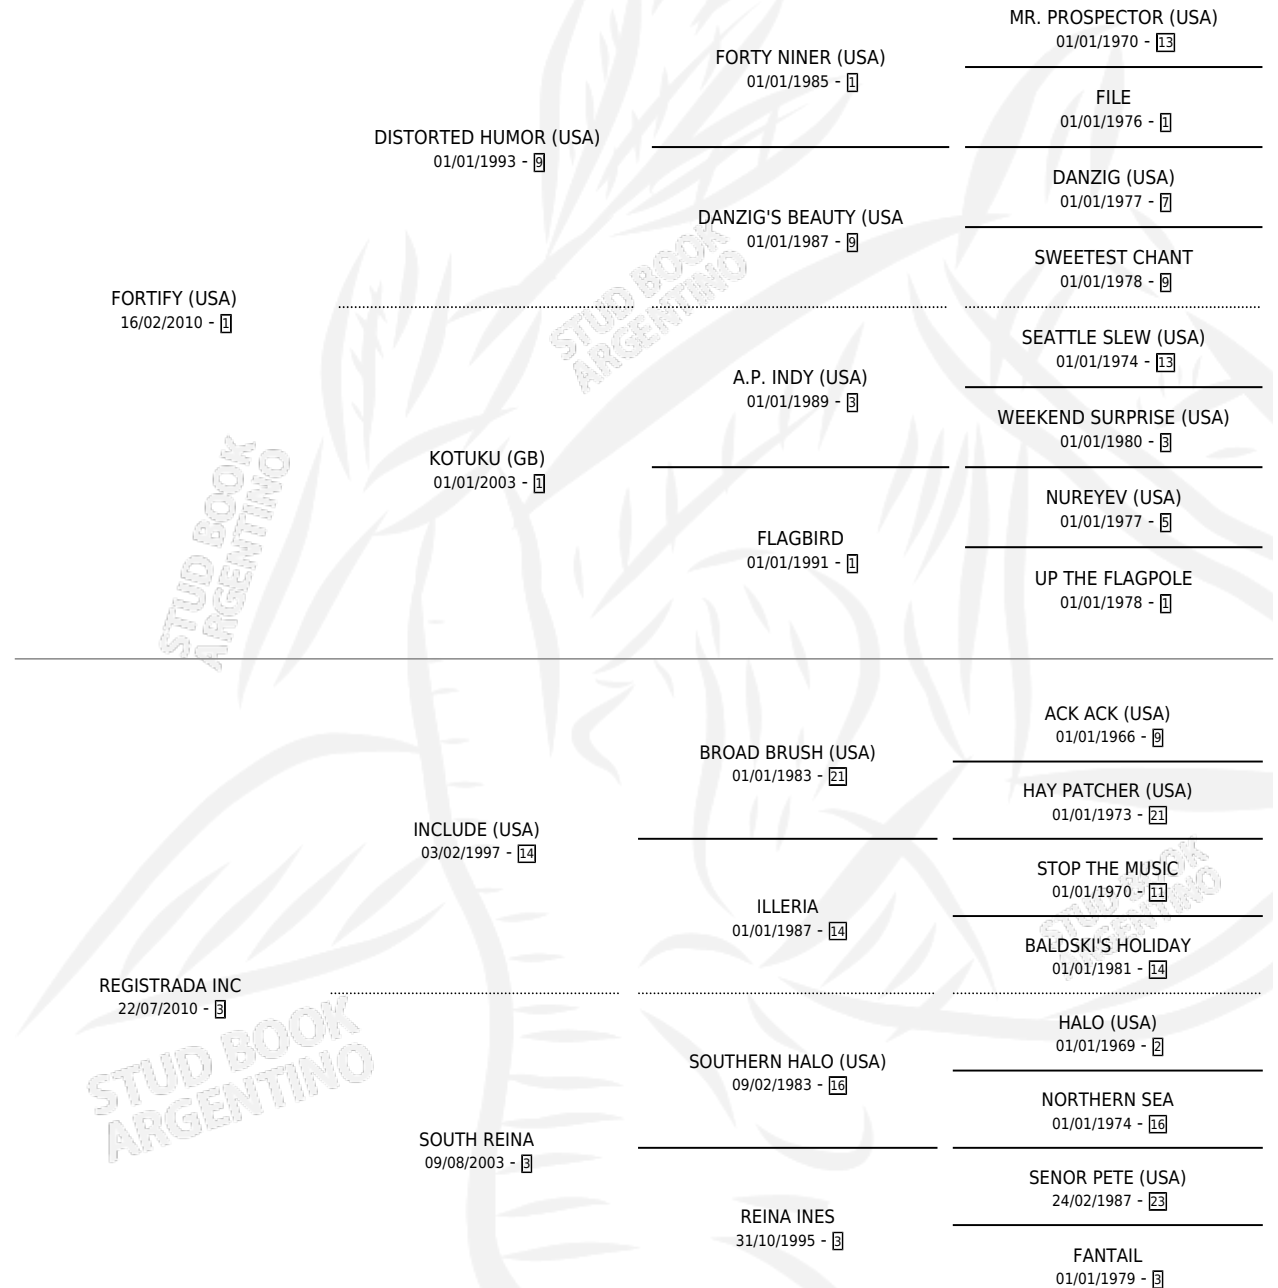 MR. PROSPECTOR (USA)
01/01/1970 - 13
FORTY NINER (USA)
01/01/1985 - 1
FILE
01/01/1976 - 1
DISTORTED HUMOR (USA)
01/01/1993 - 9
DANZIG (USA)
01/01/1977 - 7
DANZIG'S BEAUTY (USA
01/01/1987 - 9
SWEETEST CHANT
01/01/1978 - 9
FORTIFY (USA)
16/02/2010 - 1
SEATTLE SLEW (USA)
01/01/1974 - 13
A.P. INDY (USA)
01/01/1989 - 3
WEEKEND SURPRISE (USA)
01/01/1980 - 3
KOTUKU (GB)
01/01/2003 - 1
NUREYEV (USA)
01/01/1977 - 5
FLAGBIRD
01/01/1991 - 1
UP THE FLAGPOLE
01/01/1978 - 1
ACK ACK (USA)
01/01/1966 - 9
BROAD BRUSH (USA)
01/01/1983 - 21
HAY PATCHER (USA)
01/01/1973 - 21
INCLUDE (USA)
03/02/1997 - 14
STOP THE MUSIC
01/01/1970 - 11
ILLERIA
01/01/1987 - 14
BALDSKI'S HOLIDAY
01/01/1981 - 14
REGISTRADA INC
22/07/2010 - 3
HALO (USA)
01/01/1969 - 2
SOUTHERN HALO (USA)
09/02/1983 - 16
NORTHERN SEA
01/01/1974 - 16
SOUTH REINA
09/08/2003 - 3
SENOR PETE (USA)
24/02/1987 - 23
REINA INES
31/10/1995 - 3
FANTAIL
01/01/1979 - 3
STUD BOOK
ARGENTINO
STUD BOOK
ARGENTINO
STUD BOOK
ARGENTINO
STUD BOOK
ARGENTINO